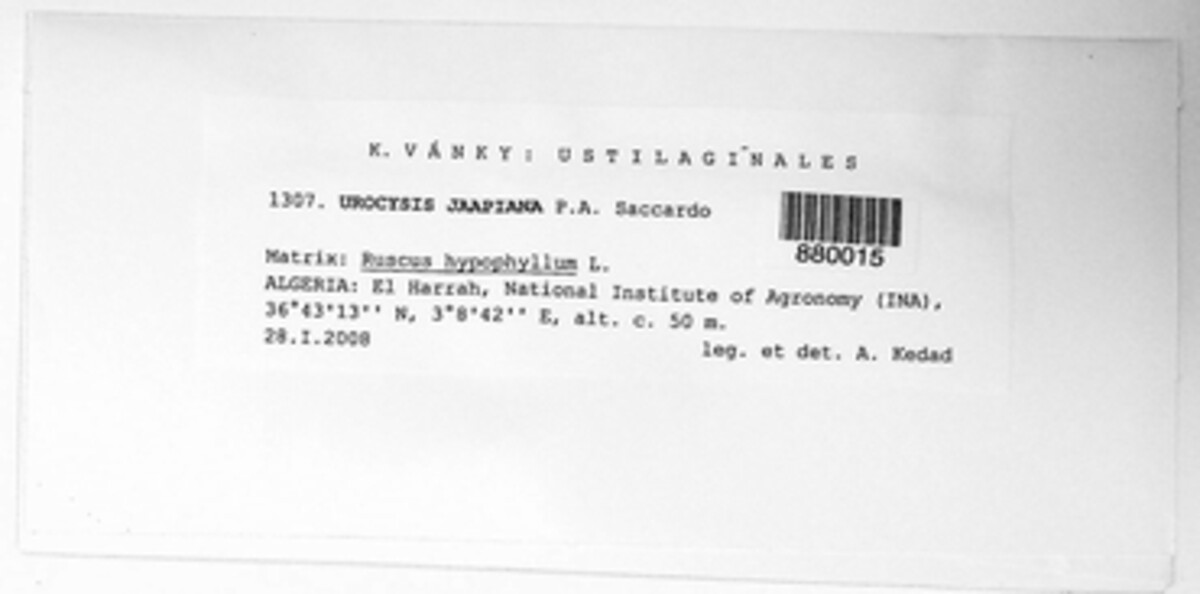 K. VÁNKY: USTILAGINALES
1307. UROCYSIS JAAPIANA P.A. Saccardo
880015
Matrix: Ruscus hypophyllum L.
ALGERIA: El Harrah, National Institute of Agronomy (INA),
36°43'13'' N, 3°8'42'' E, alt. c. 50 m.
28.I.2008
leg. et det. A. Kedad